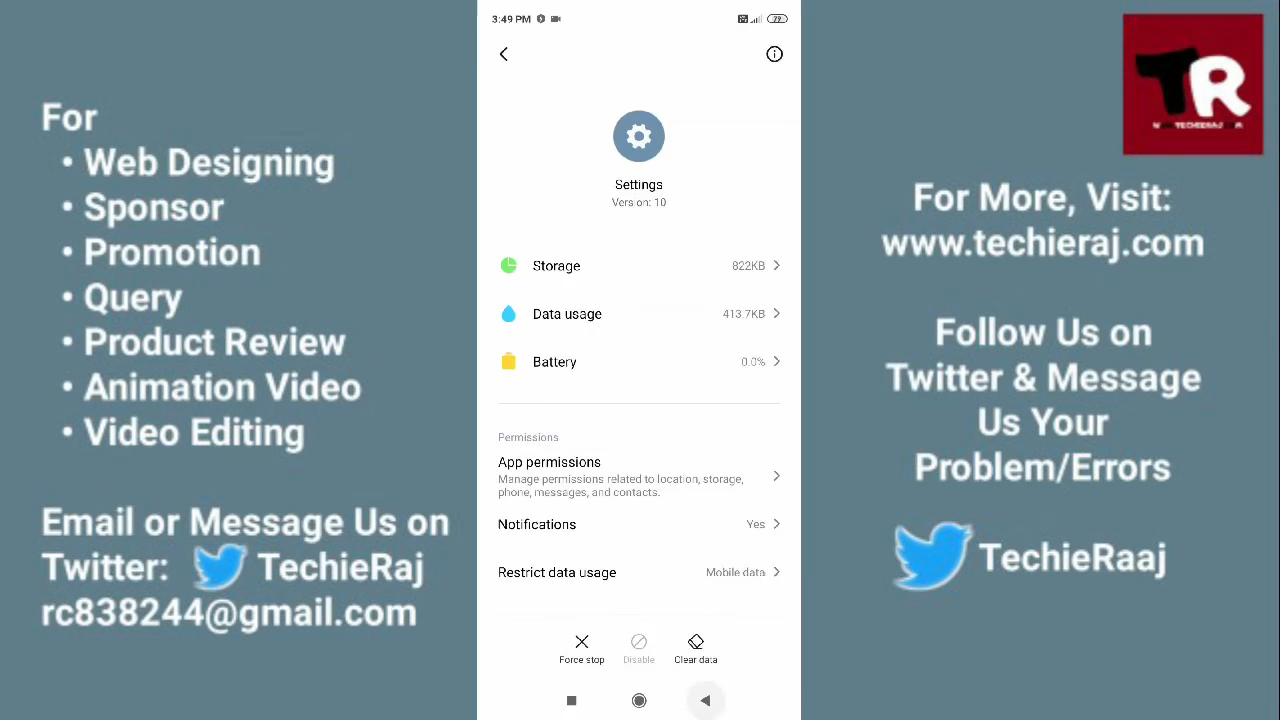 For
• Web Designing
• Sponsor
• Promotion
• Query
• Product Review
• Animation Video
• Video Editing
Email or Message Us on
Twitter: TechieRaj
rc838244@gmail.com
3:49 PM
79
Settings
Version: 10
Storage 822KB
Data usage 413.7KB
Battery 0.0%
Permissions
App permissions
Manage permissions related to location, storage,
phone, messages, and contacts.
Notifications Yes
Restrict data usage Mobile data
Force stop Disable Clear data
TR
For More, Visit:
www.techieraj.com
Follow Us on
Twitter & Message
Us Your
Problem/Errors
TechieRaaj